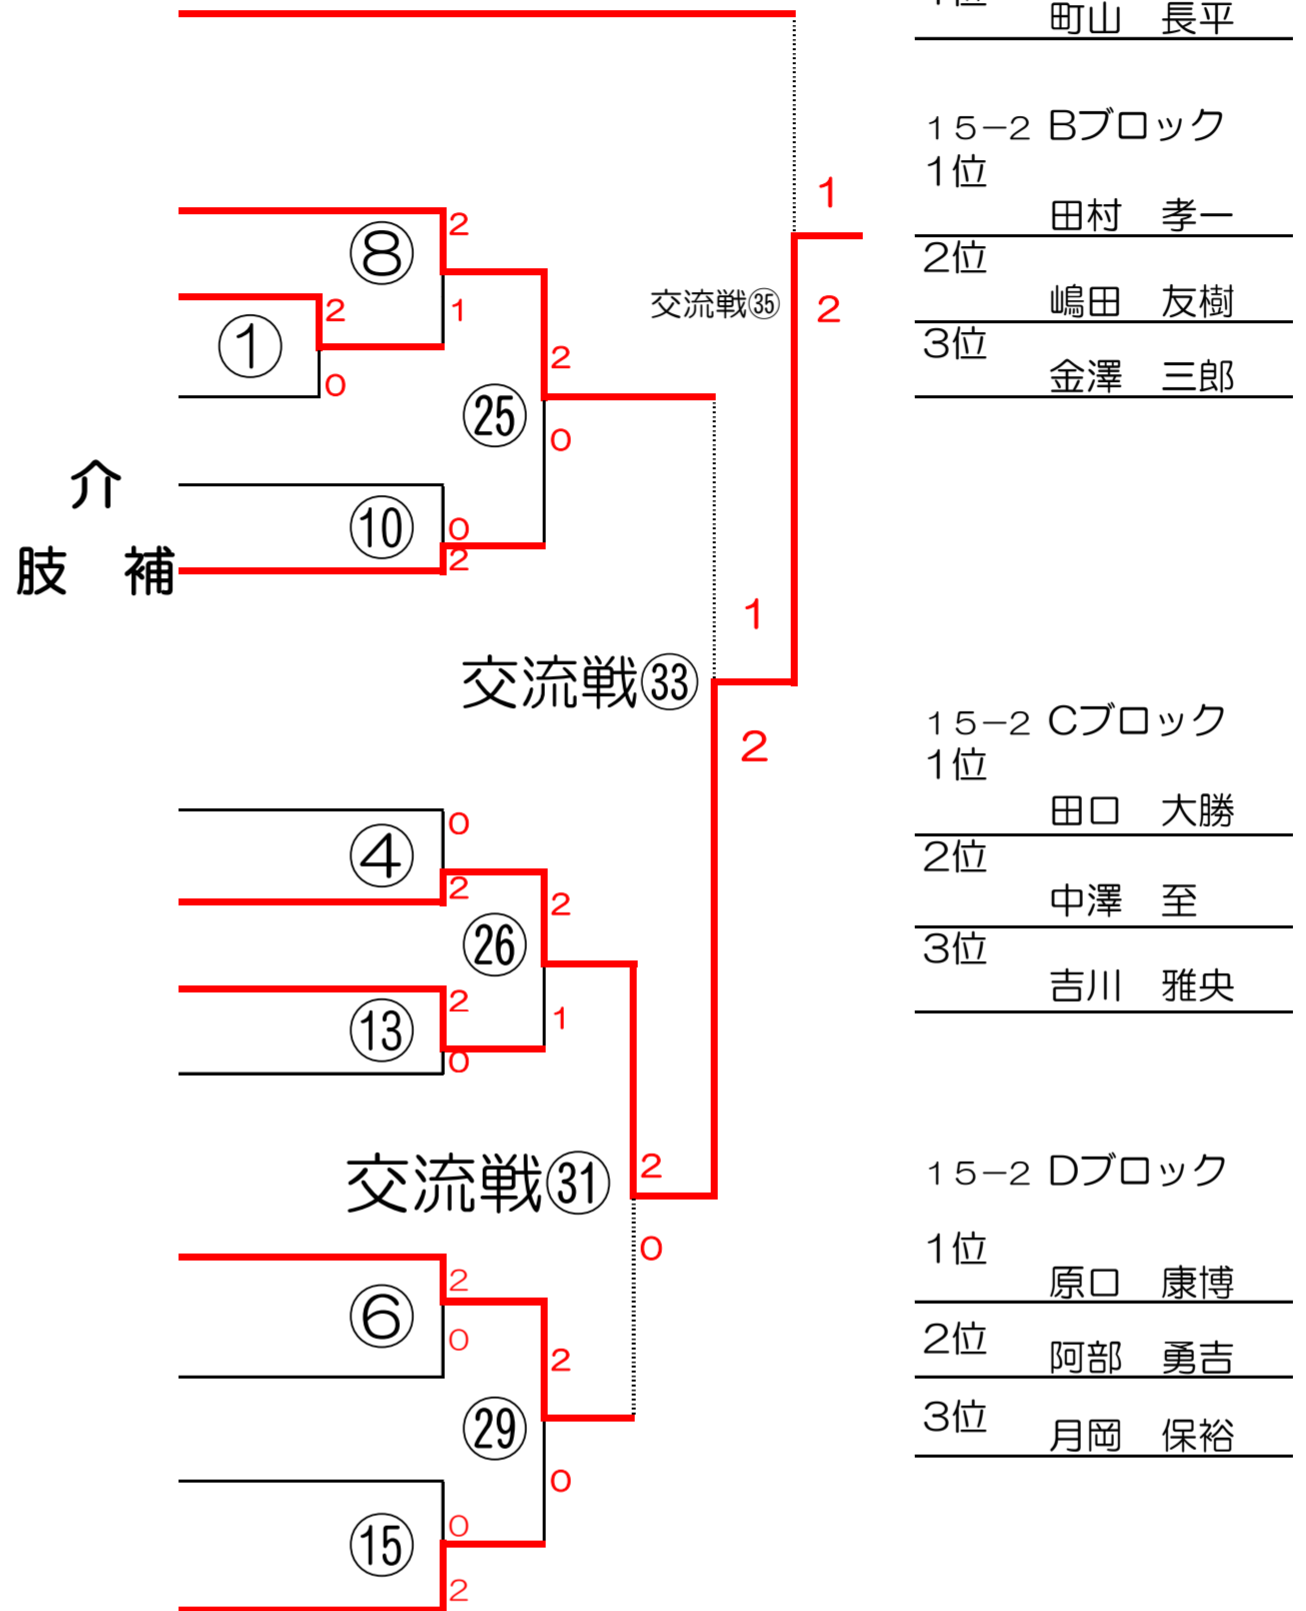 町山　長平
15-2 Bブロック
1位
田村　孝一
2位
嶋田　友樹
3位
金澤　三郎
1
交流戦㉟
2
2
⑧
1
2
①
0
2
㉕
0
介
⑩
0
2
肢　補
1
交流戦㉝
2
15-2 Cブロック
1位
田口　大勝
2位
中澤　至
3位
吉川　雅央
0
④
2
2
㉖
1
2
⑬
0
交流戦㉛
2
0
15-2 Dブロック
1位
原口　康博
2位
阿部　勇吉
3位
月岡　保裕
2
⑥
0
2
㉙
0
0
⑮
2